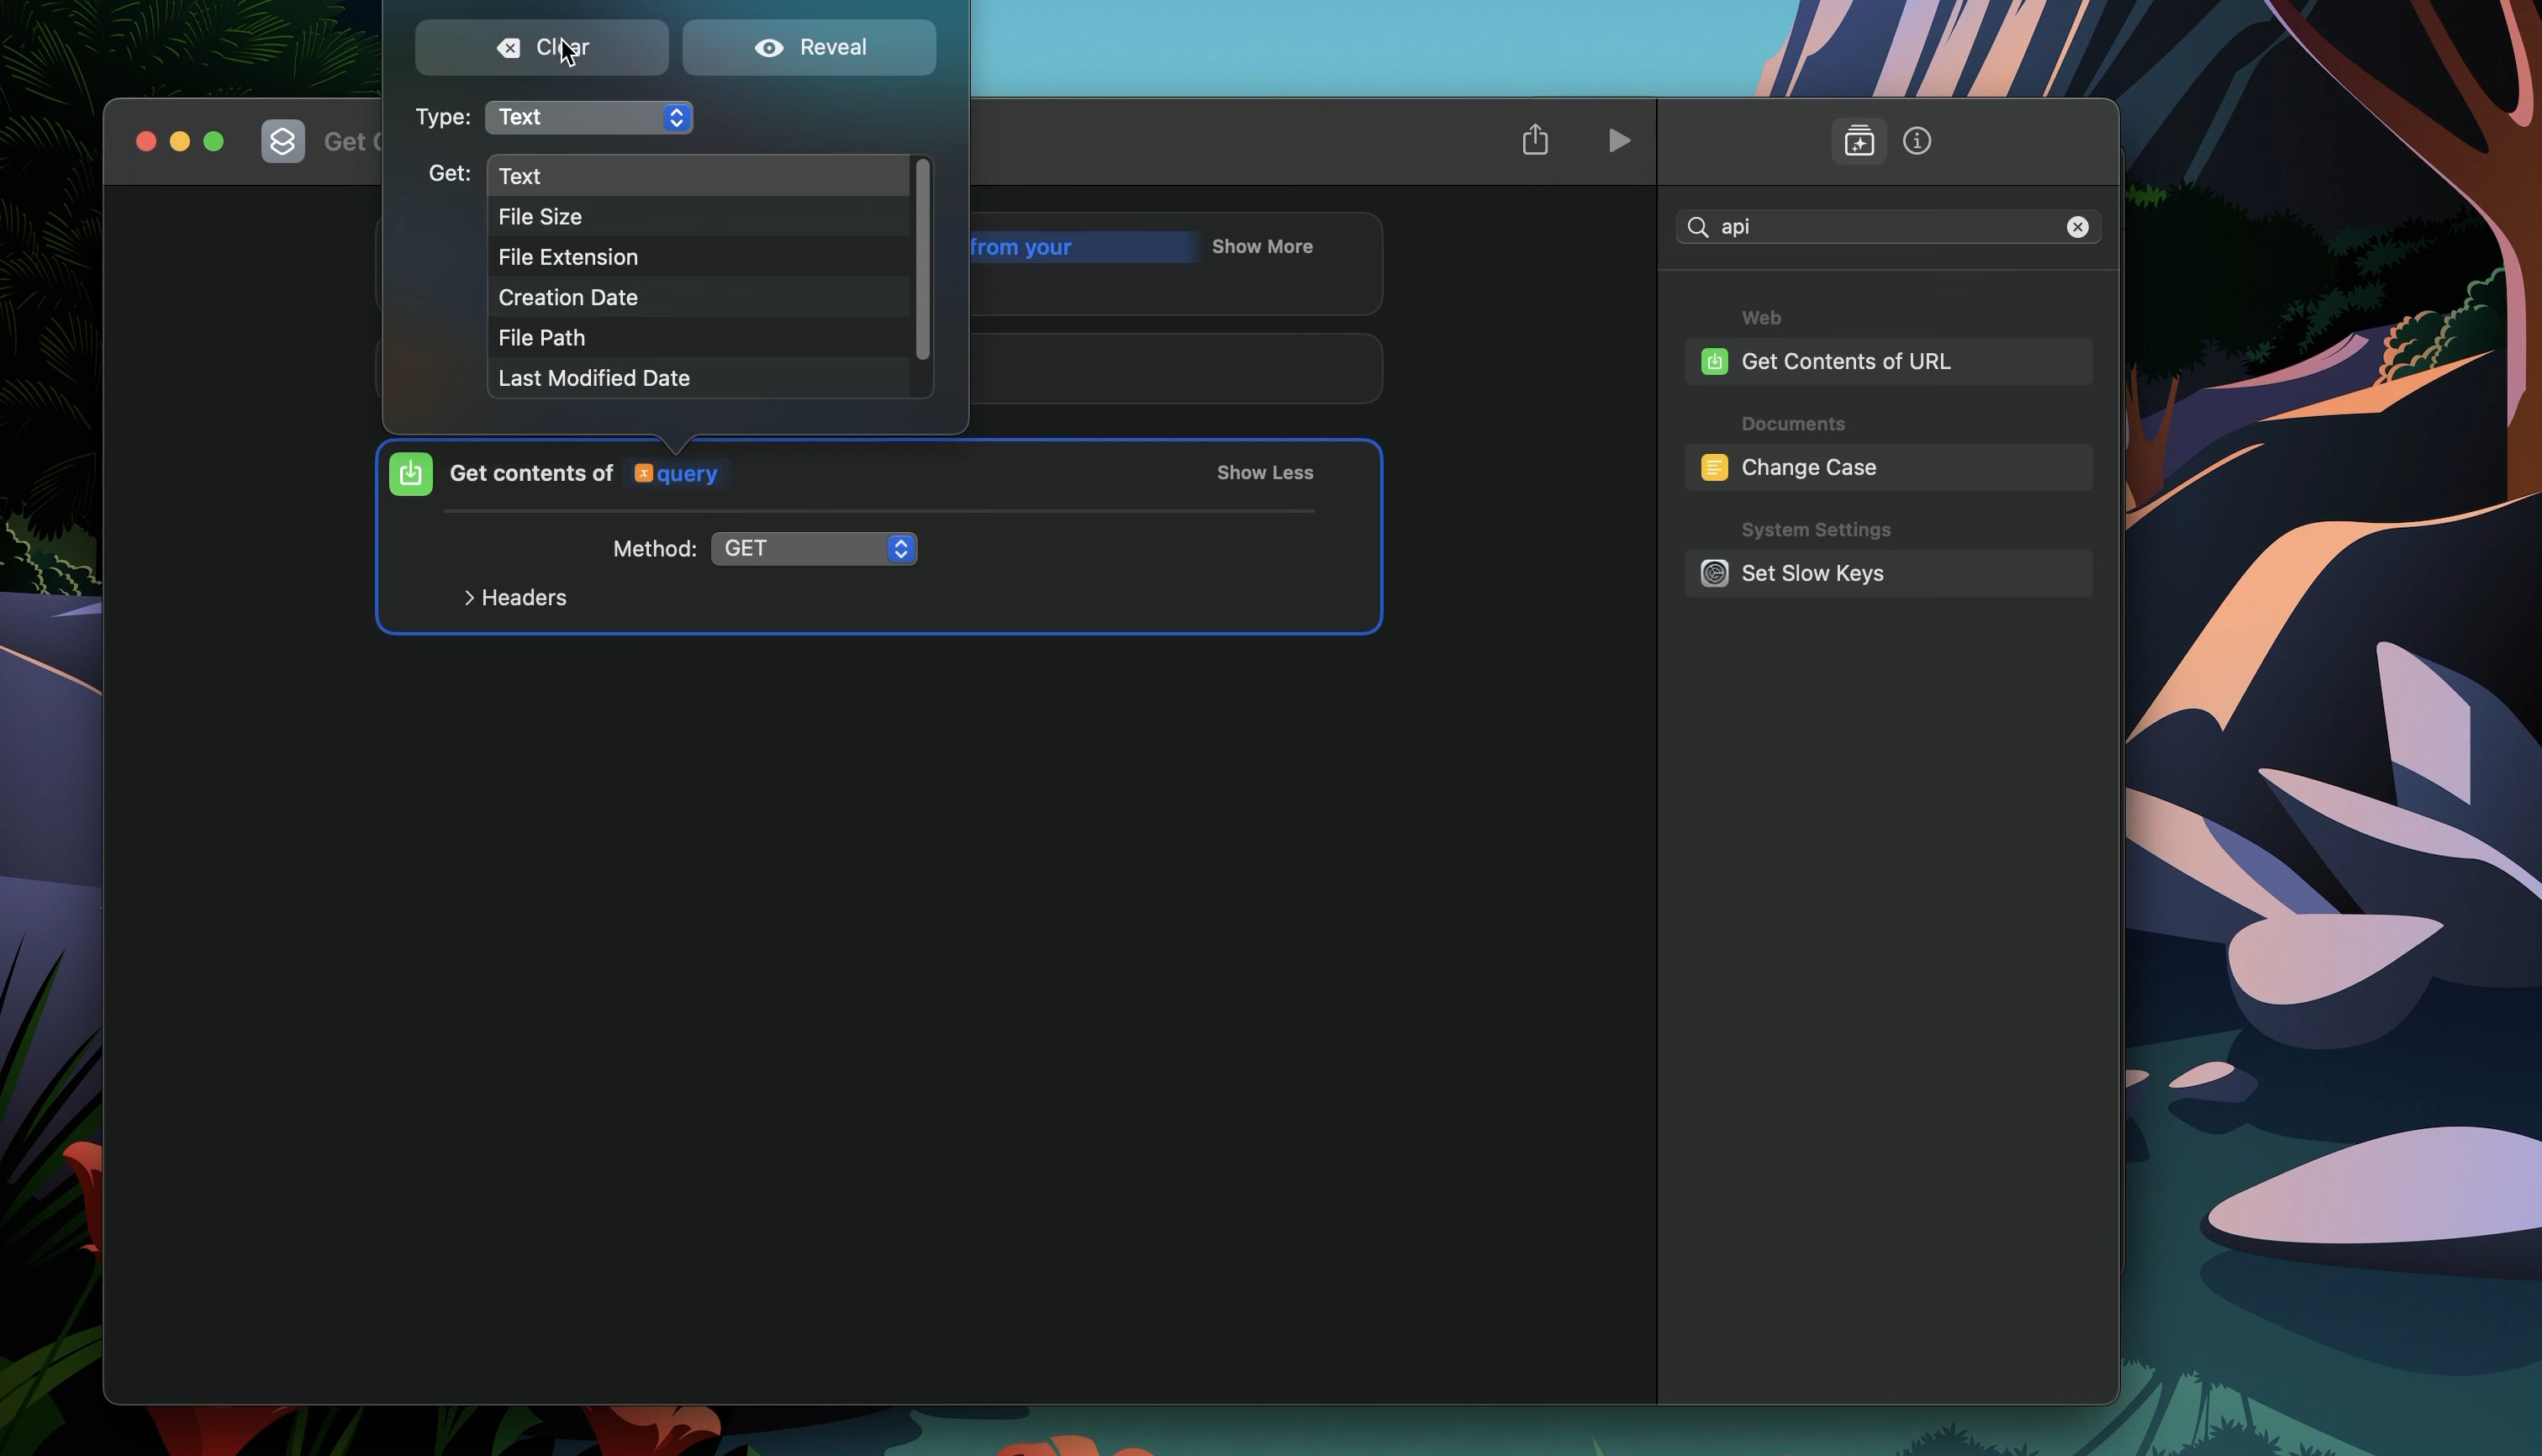 Clear
Reveal
Type: Text
Get C
Get: Text
File Size
File Extension
Creation Date
File Path
Last Modified Date
from your
Show More
Get contents of query
Show Less
Method: GET
Headers
api
Web
Get Contents of URL
Documents
Change Case
System Settings
Set Slow Keys